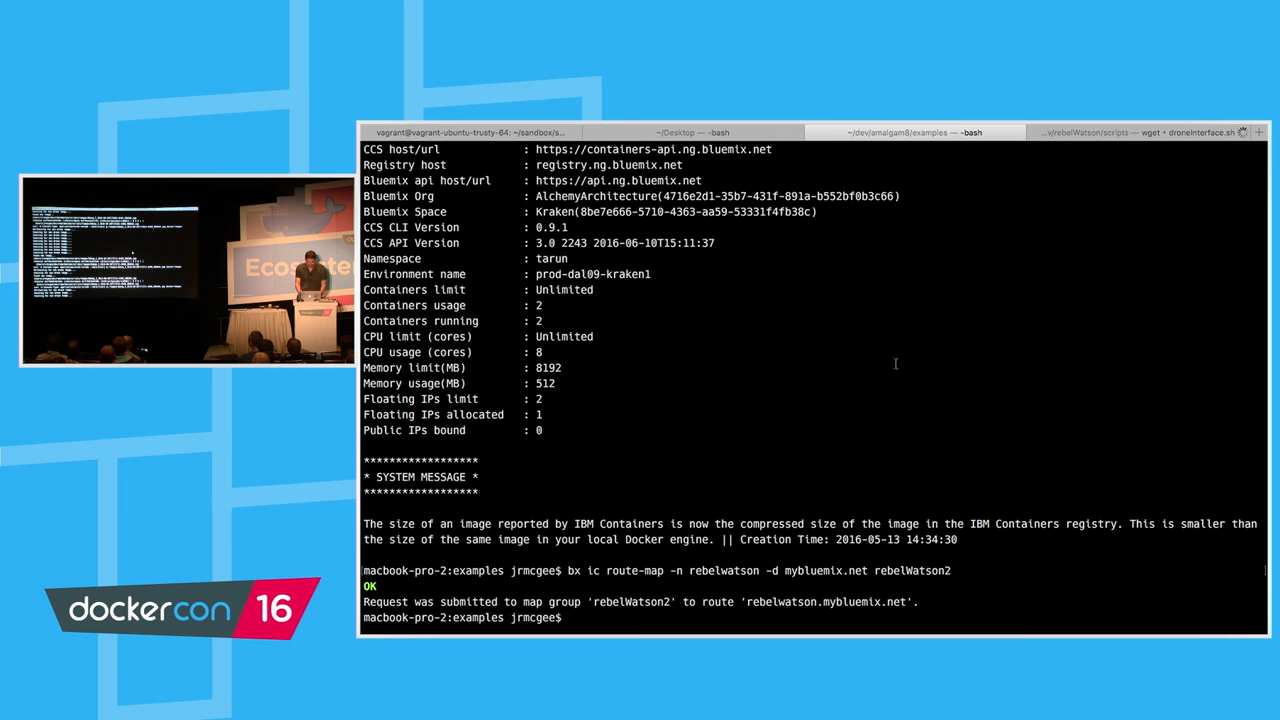 vagrant@vagrant-ubuntu-trusty-64: ~/sandbox/s...
~/Desktop — -bash
~/dev/amalgam8/examples — -bash
...v/rebelWatson/scripts — wget • droneInterface.sh
+
CCS host/url : https://containers-api.ng.bluemix.net
Registry host : registry.ng.bluemix.net
Bluemix api host/url : https://api.ng.bluemix.net
Bluemix Org : AlchemyArchitecture(4716e2d1-35b7-431f-891a-b552bf0b3c66)
Bluemix Space : Kraken(8be7e666-5710-4363-aa59-53331f4fb38c)
CCS CLI Version : 0.9.1
CCS API Version : 3.0 2243 2016-06-10T15:11:37
Namespace : tarun
Environment name : prod-dal09-kraken1
Containers limit : Unlimited
Containers usage : 2
Containers running : 2
CPU limit (cores) : Unlimited
CPU usage (cores) : 8
Memory limit(MB) : 8192
Memory usage(MB) : 512
Floating IPs limit : 2
Floating IPs allocated : 1
Public IPs bound : 0
******************
* SYSTEM MESSAGE *
******************
The size of an image reported by IBM Containers is now the compressed size of the image in the IBM Containers registry. This is smaller than
the size of the same image in your local Docker engine. || Creation Time: 2016-05-13 14:34:30
macbook-pro-2:examples jrmcgee$ bx ic route-map -n rebelwatson -d mybluemix.net rebelWatson2
OK
Request was submitted to map group 'rebelWatson2' to route 'rebelwatson.mybluemix.net'.
macbook-pro-2:examples jrmcgee$
Ecosyste
dockercon 16